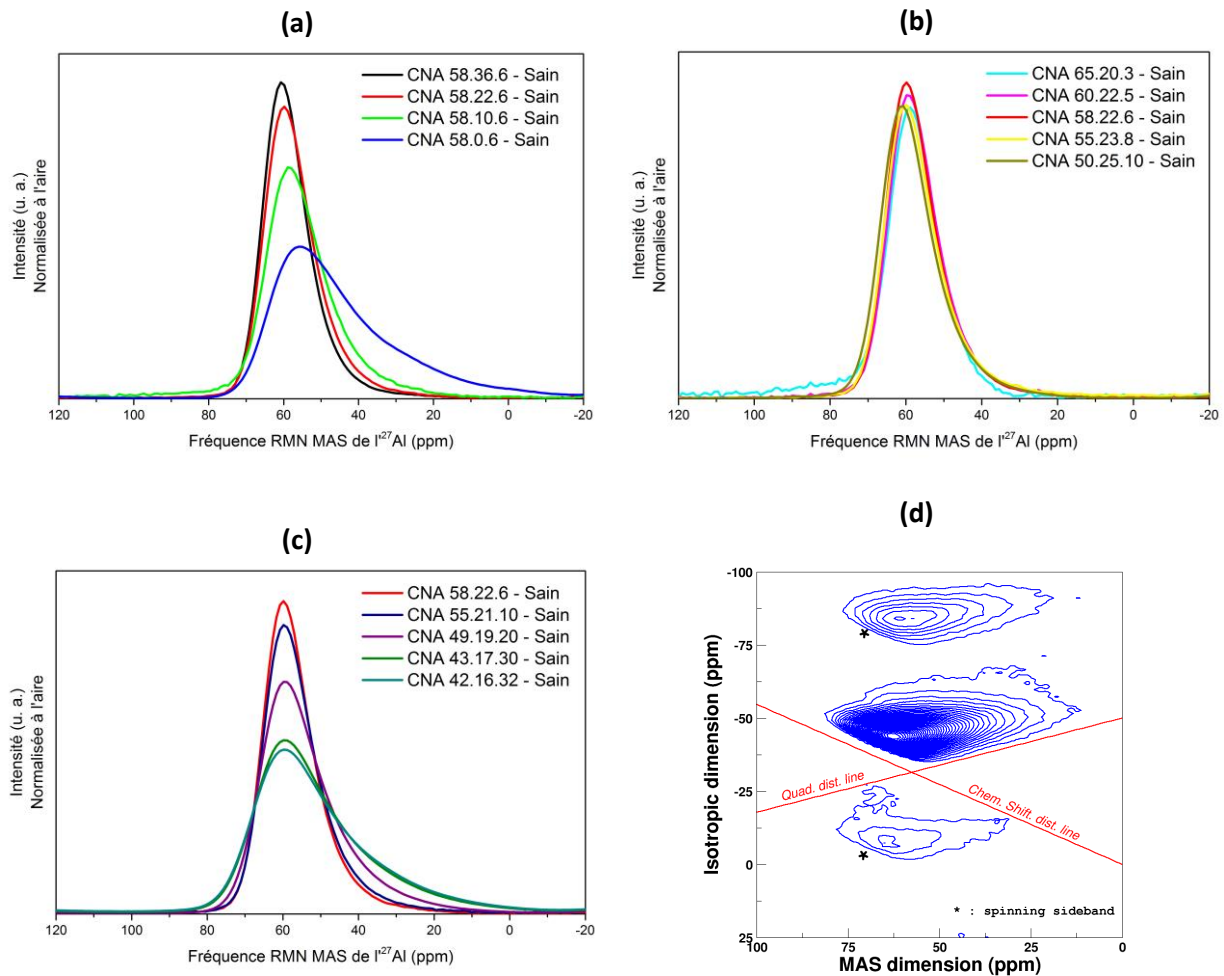 (a)
CNA 58.36.6 - Sain
CNA 58.22.6 - Sain
CNA 58.10.6 - Sain
CNA 58.0.6 - Sain
Intensité (u. a.)
Normalisée à l'aire
120 100 80 60 40 20 0 -20
Fréquence RMN MAS de l'²⁷Al (ppm)
(b)
CNA 65.20.3 - Sain
CNA 60.22.5 - Sain
CNA 58.22.6 - Sain
CNA 55.23.8 - Sain
CNA 50.25.10 - Sain
Intensité (u. a.)
Normalisée à l'aire
120 100 80 60 40 20 0 -20
Fréquence RMN MAS de l'²⁷Al (ppm)
(c)
CNA 58.22.6 - Sain
CNA 55.21.10 - Sain
CNA 49.19.20 - Sain
CNA 43.17.30 - Sain
CNA 42.16.32 - Sain
Intensité (u. a.)
Normalisée à l'aire
120 100 80 60 40 20 0 -20
Fréquence RMN MAS de l'²⁷Al (ppm)
(d)
-100
-75
-50
-25
0
25
Isotropic dimension (ppm)
*
Quad. dist. line
Chem. Shift. dist. line
*
* : spinning sideband
100 75 50 25 0
MAS dimension (ppm)